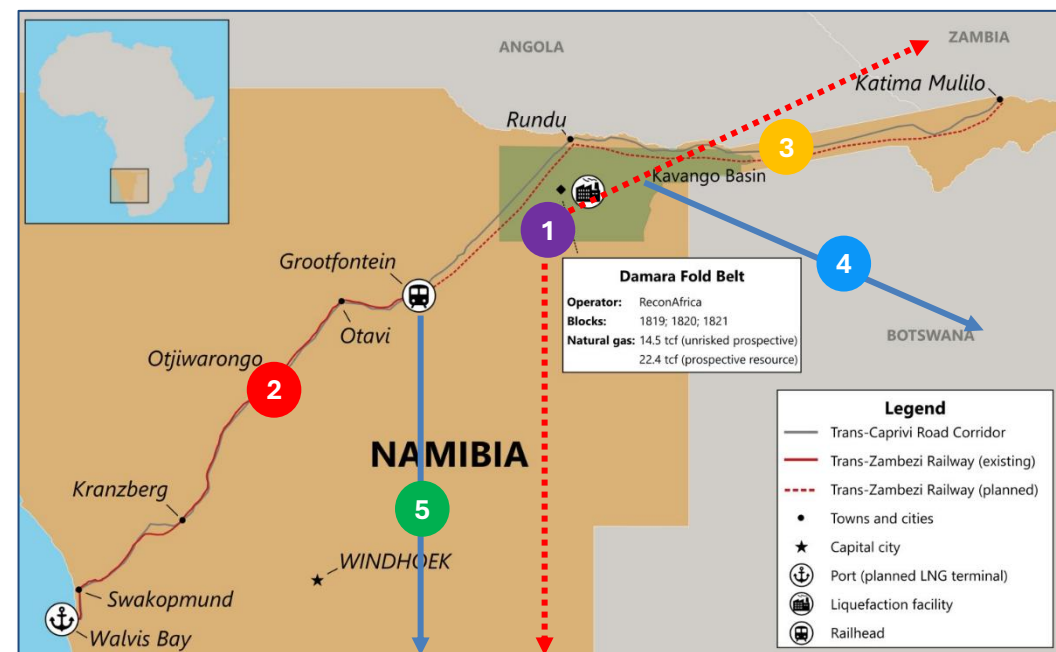 ANGOLA
ZAMBIA
Katima Mulilo
Rundu
3
Kavango Basin
1
4
Grootfontein
Damara Fold Belt
Operator: ReconAfrica
Blocks: 1819; 1820; 1821
Natural gas: 14.5 tcf (unrisked prospective)
22.4 tcf (prospective resource)
Otavi
BOTSWANA
Otjiwarongo
2
NAMIBIA
Kranzberg
5
WINDHOEK
Swakopmund
Walvis Bay
Legend
Trans-Caprivi Road Corridor
Trans-Zambezi Railway (existing)
Trans-Zambezi Railway (planned)
Towns and cities
Capital city
Port (planned LNG terminal)
Liquefaction facility
Railhead